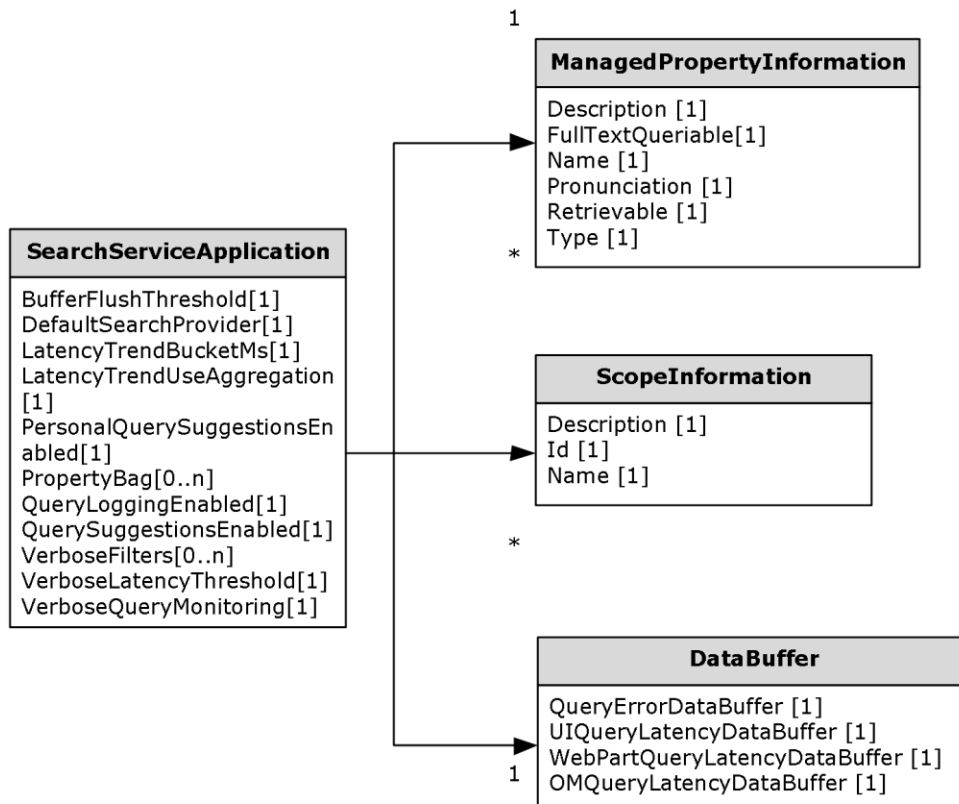 1
ManagedPropertyInformation
Description [1]
FullTextQueriable[1]
Name [1]
Pronunciation [1]
Retrievable [1]
Type [1]
*
SearchServiceApplication
BufferFlushThreshold[1]
DefaultSearchProvider[1]
LatencyTrendBucketMs[1]
LatencyTrendUseAggregation
[1]
PersonalQuerySuggestionsEn
abled[1]
PropertyBag[0..n]
QueryLoggingEnabled[1]
QuerySuggestionsEnabled[1]
VerboseFilters[0..n]
VerboseLatencyThreshold[1]
VerboseQueryMonitoring[1]
ScopeInformation
Description [1]
Id [1]
Name [1]
*
DataBuffer
QueryErrorDataBuffer [1]
UIQueryLatencyDataBuffer [1]
WebPartQueryLatencyDataBuffer [1]
OMQueryLatencyDataBuffer [1]
1